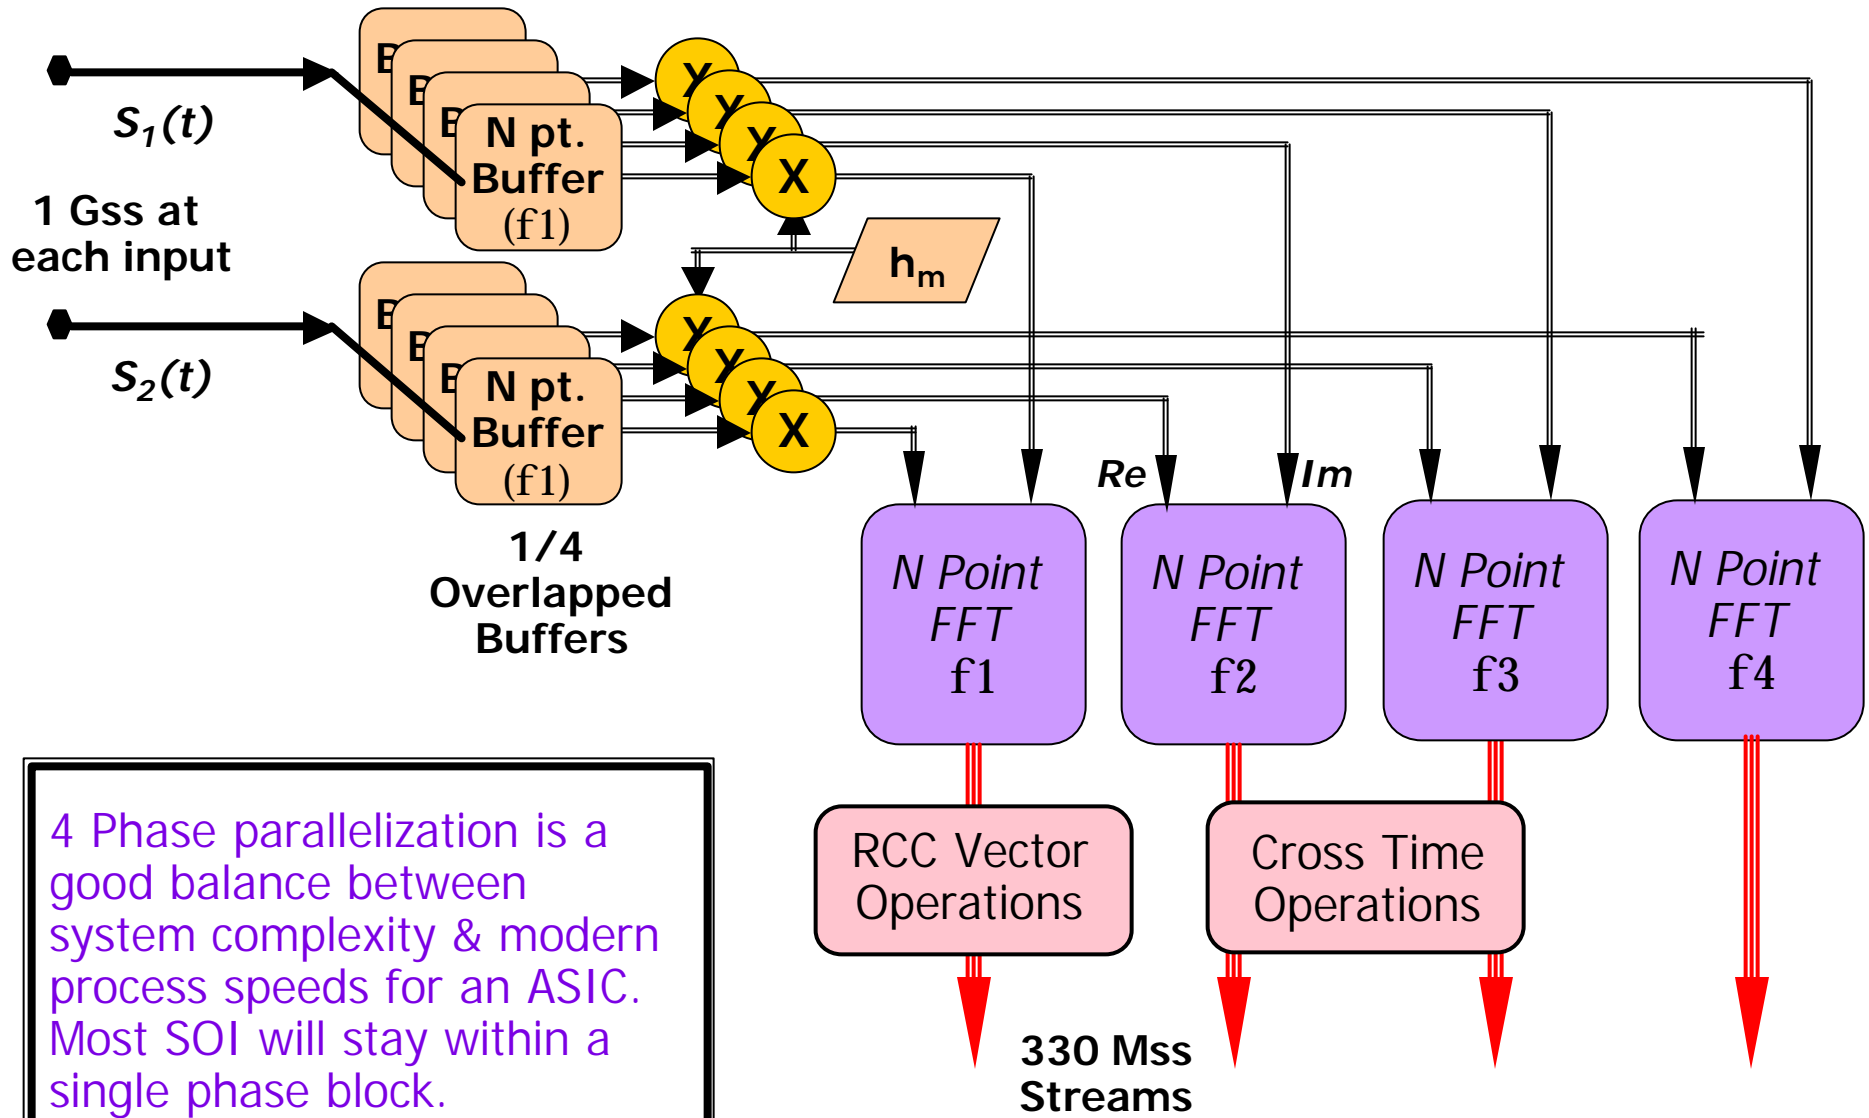 B
B
B
N pt.
Buffer
(f1)
X
X
X
X
S1(t)
1 Gss at
each input
hm
B
B
B
N pt.
Buffer
(f1)
X
X
X
X
S2(t)
1/4
Overlapped
Buffers
Re
Im
N Point
FFT
f1
N Point
FFT
f2
N Point
FFT
f3
N Point
FFT
f4
RCC Vector
Operations
Cross Time
Operations
4 Phase parallelization is a
good balance between
system complexity & modern
process speeds for an ASIC.
Most SOI will stay within a
single phase block.
330 Mss
Streams